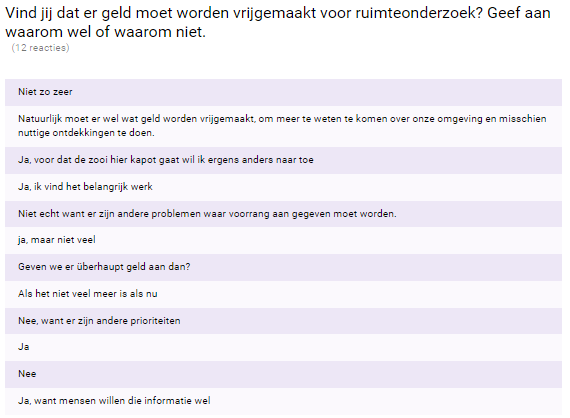 Vind jij dat er geld moet worden vrijgemaakt voor ruimteonderzoek? Geef aan
waarom wel of waarom niet.
(12 reacties)
Niet zo zeer
Natuurlijk moet er wel wat geld worden vrijgemaakt, om meer te weten te komen over onze omgeving en misschien
nuttige ontdekkingen te doen.
Ja, voor dat de zooi hier kapot gaat wil ik ergens anders naar toe
Ja, ik vind het belangrijk werk
Niet echt want er zijn andere problemen waar voorrang aan gegeven moet worden.
ja, maar niet veel
Geven we er überhaupt geld aan dan?
Als het niet veel meer is als nu
Nee, want er zijn andere prioriteiten
Ja
Nee
Ja, want mensen willen die informatie wel